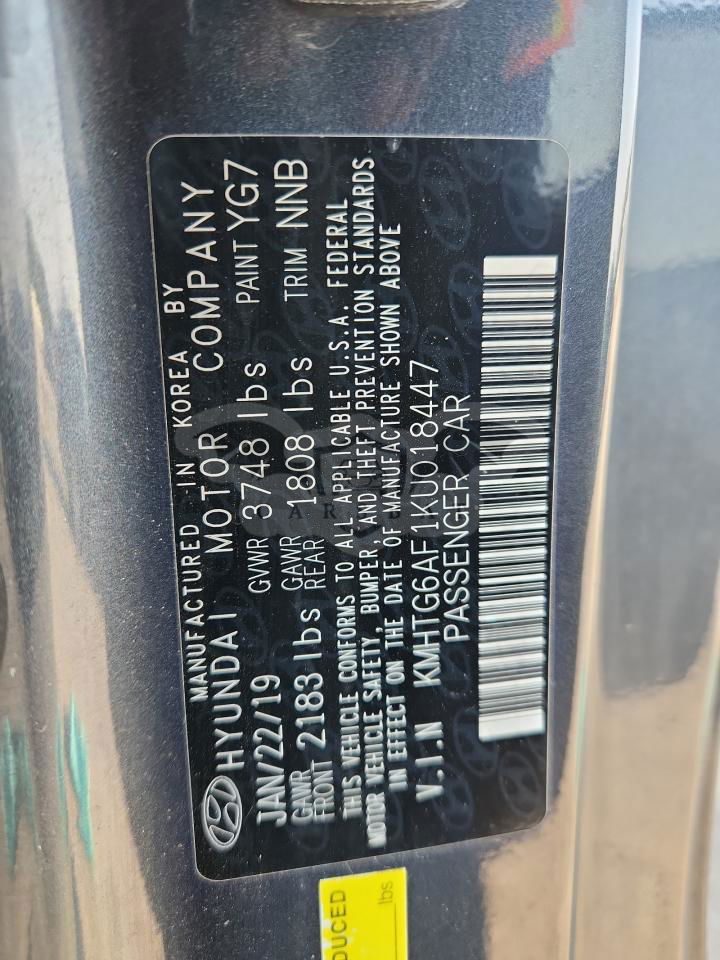 MANUFACTURED IN KOREA BY
HYUNDAI MOTOR COMPANY
JAN/22/19 GVWR 3748 lbs PAINT YG7
GAWR FRONT 2183 lbs GAWR REAR 1808 lbs TRIM NNB
THIS VEHICLE CONFORMS TO ALL APPLICABLE U.S.A. FEDERAL
MOTOR VEHICLE SAFETY, BUMPER, AND THEFT PREVENTION STANDARDS
IN EFFECT ON THE DATE OF MANUFACTURE SHOWN ABOVE
V.I.N KMHTG6AF1KU018447
PASSENGER CAR
DUCED
lbs